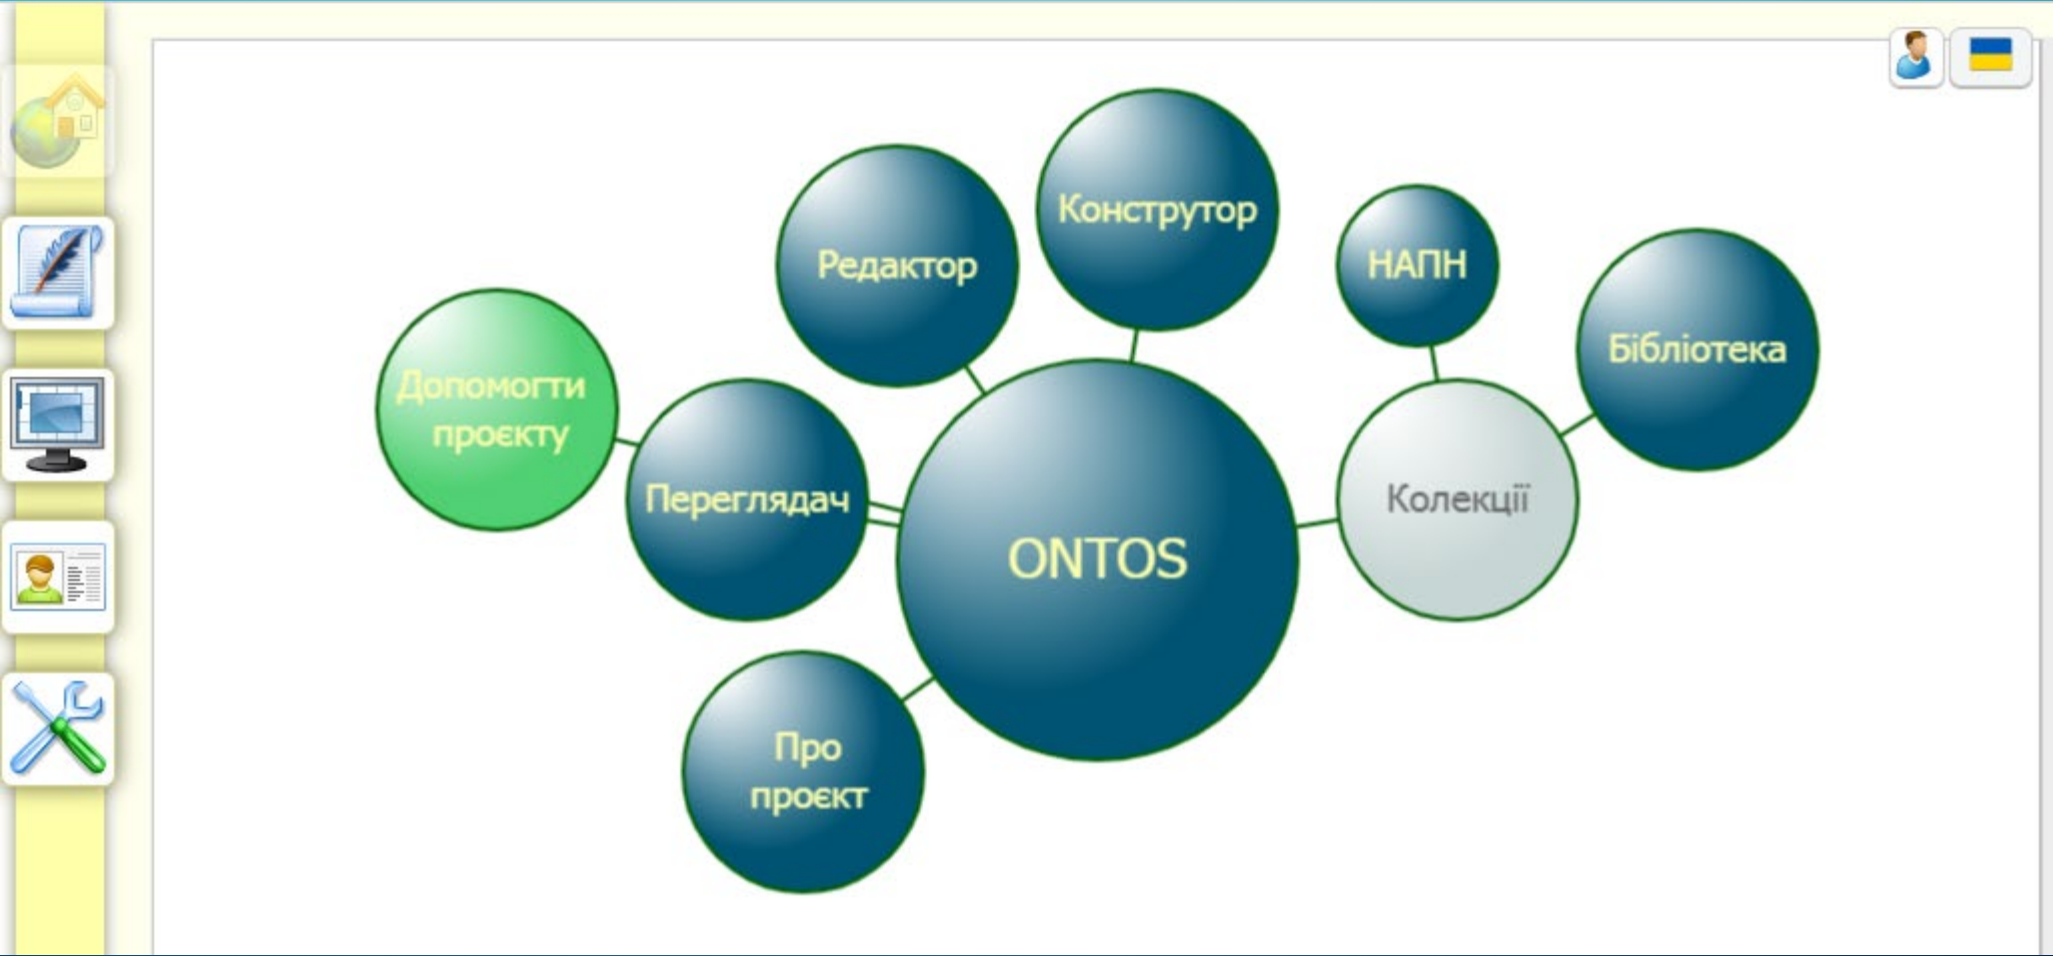 Конструтор
Редактор
НАПН
Бібліотека
Допомогти
проєкту
Переглядач
Колекції
ONTOS
Про
проєкт